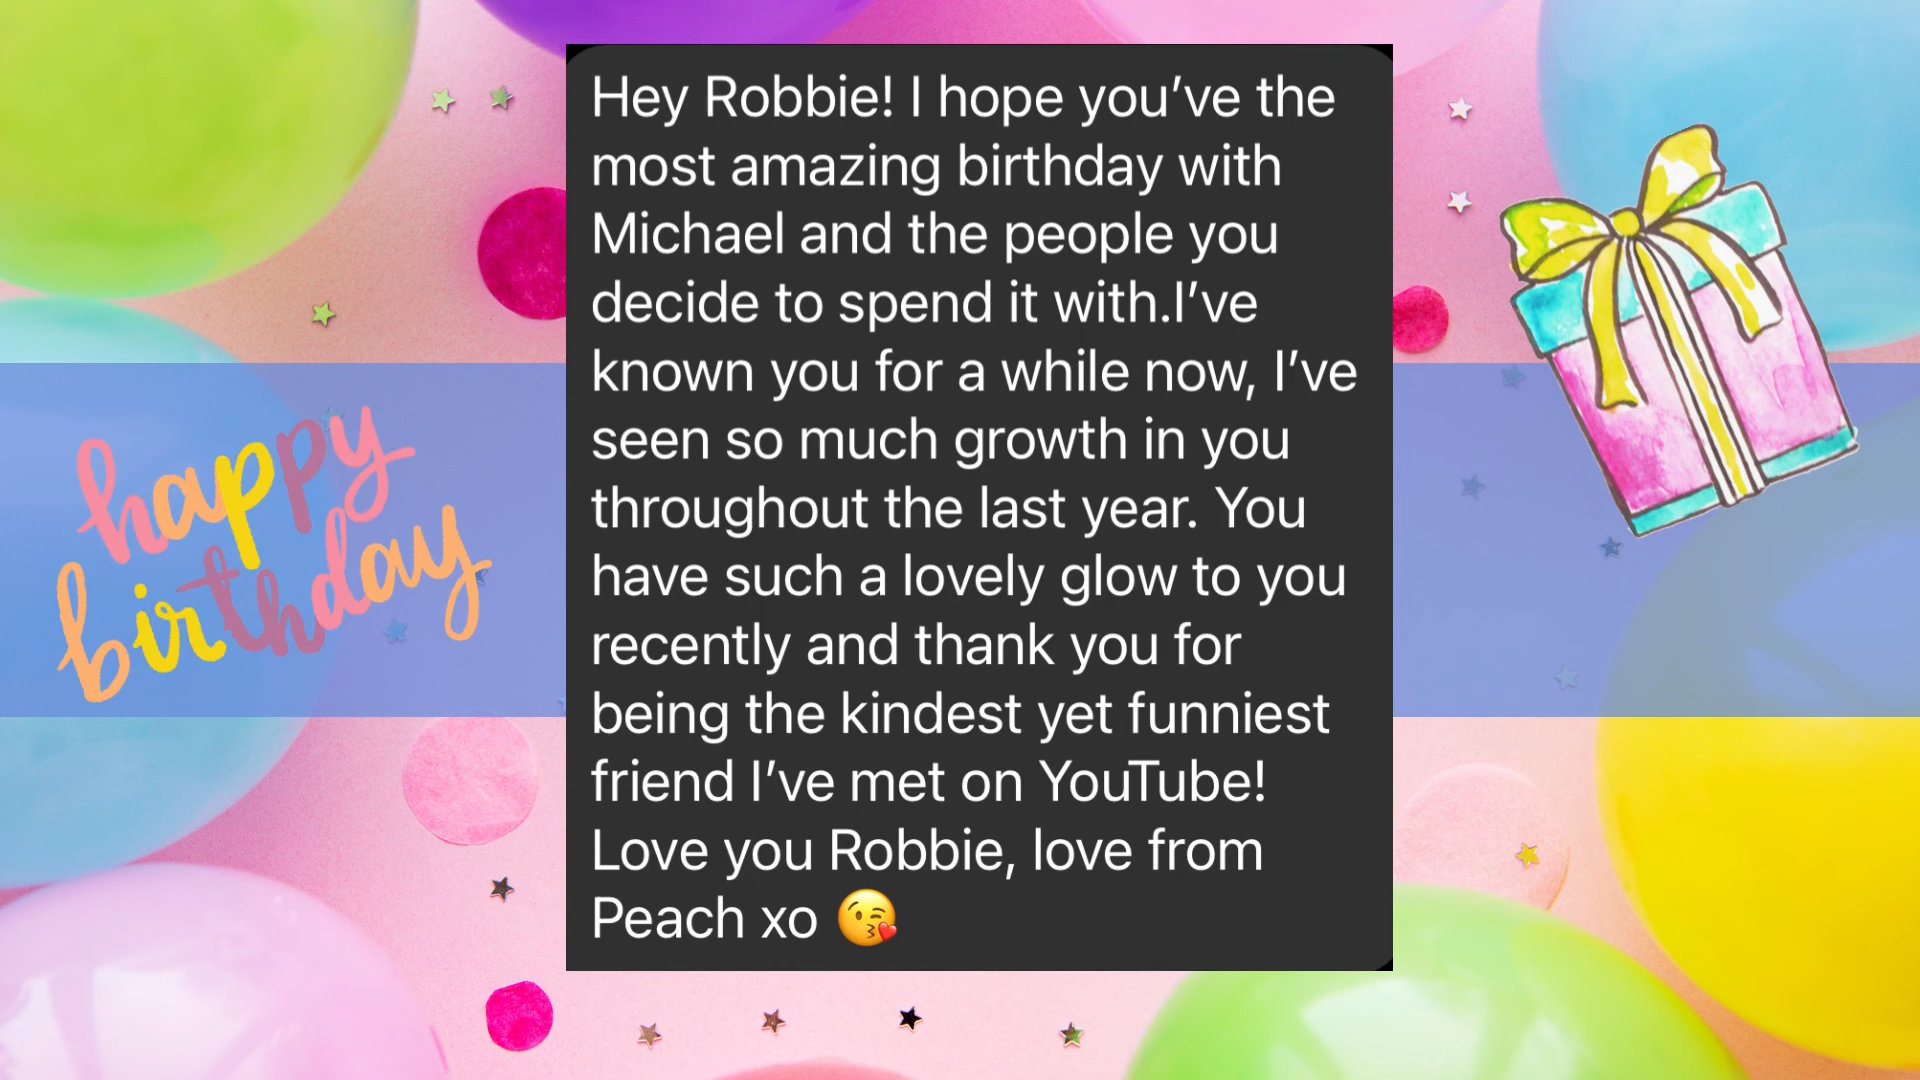 happy
birthday
Hey Robbie! I hope you’ve the
most amazing birthday with
Michael and the people you
decide to spend it with.I’ve
known you for a while now, I’ve
seen so much growth in you
throughout the last year. You
have such a lovely glow to you
recently and thank you for
being the kindest yet funniest
friend I’ve met on YouTube!
Love you Robbie, love from
Peach xo 😘